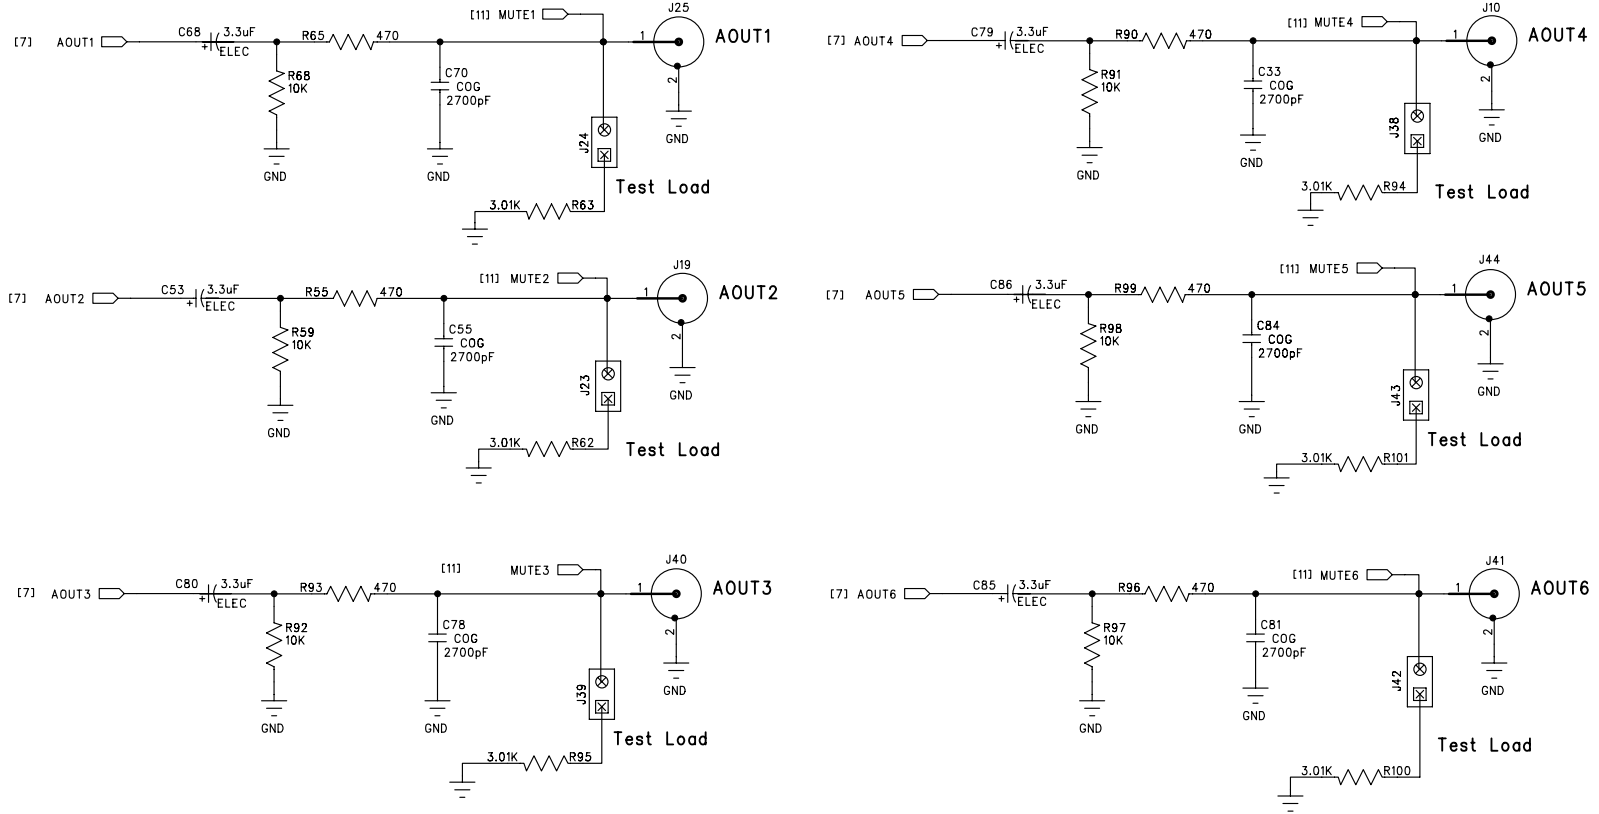 [7] AOUT1
C68 3.3uF
+ ELEC
R68
10K
GND
R65 470
C70
COG
2700pF
GND
[11] MUTE1
J25
1
2
AOUT1
GND
J24
Test Load
3.01K R63
[7] AOUT4
C79 3.3uF
+ ELEC
R91
10K
GND
R90 470
C33
COG
2700pF
GND
[11] MUTE4
J10
1
2
AOUT4
GND
J38
Test Load
3.01K R94
[7] AOUT2
C53 3.3uF
+ ELEC
R59
10K
GND
R55 470
C55
COG
2700pF
GND
[11] MUTE2
J19
1
2
AOUT2
GND
J23
Test Load
3.01K R62
[7] AOUT5
C86 3.3uF
+ ELEC
R98
10K
GND
R99 470
C84
COG
2700pF
GND
[11] MUTE5
J44
1
2
AOUT5
GND
J43
Test Load
3.01K R101
[7] AOUT3
C80 3.3uF
+ ELEC
R92
10K
GND
R93 470
C78
COG
2700pF
GND
[11] MUTE3
J40
1
2
AOUT3
GND
J39
Test Load
3.01K R95
[7] AOUT6
C85 3.3uF
+ ELEC
R97
10K
GND
R96 470
C81
COG
2700pF
GND
[11] MUTE6
J41
1
2
AOUT6
GND
J42
Test Load
3.01K R100